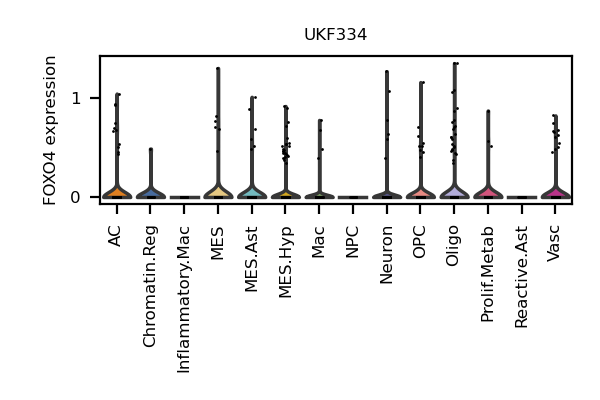 UKF334
FOXO4 expression
1
0
AC
Chromatin.Reg
Inflammatory.Mac
MES
MES.Ast
MES.Hyp
Mac
NPC
Neuron
OPC
Oligo
Prolif.Metab
Reactive.Ast
Vasc